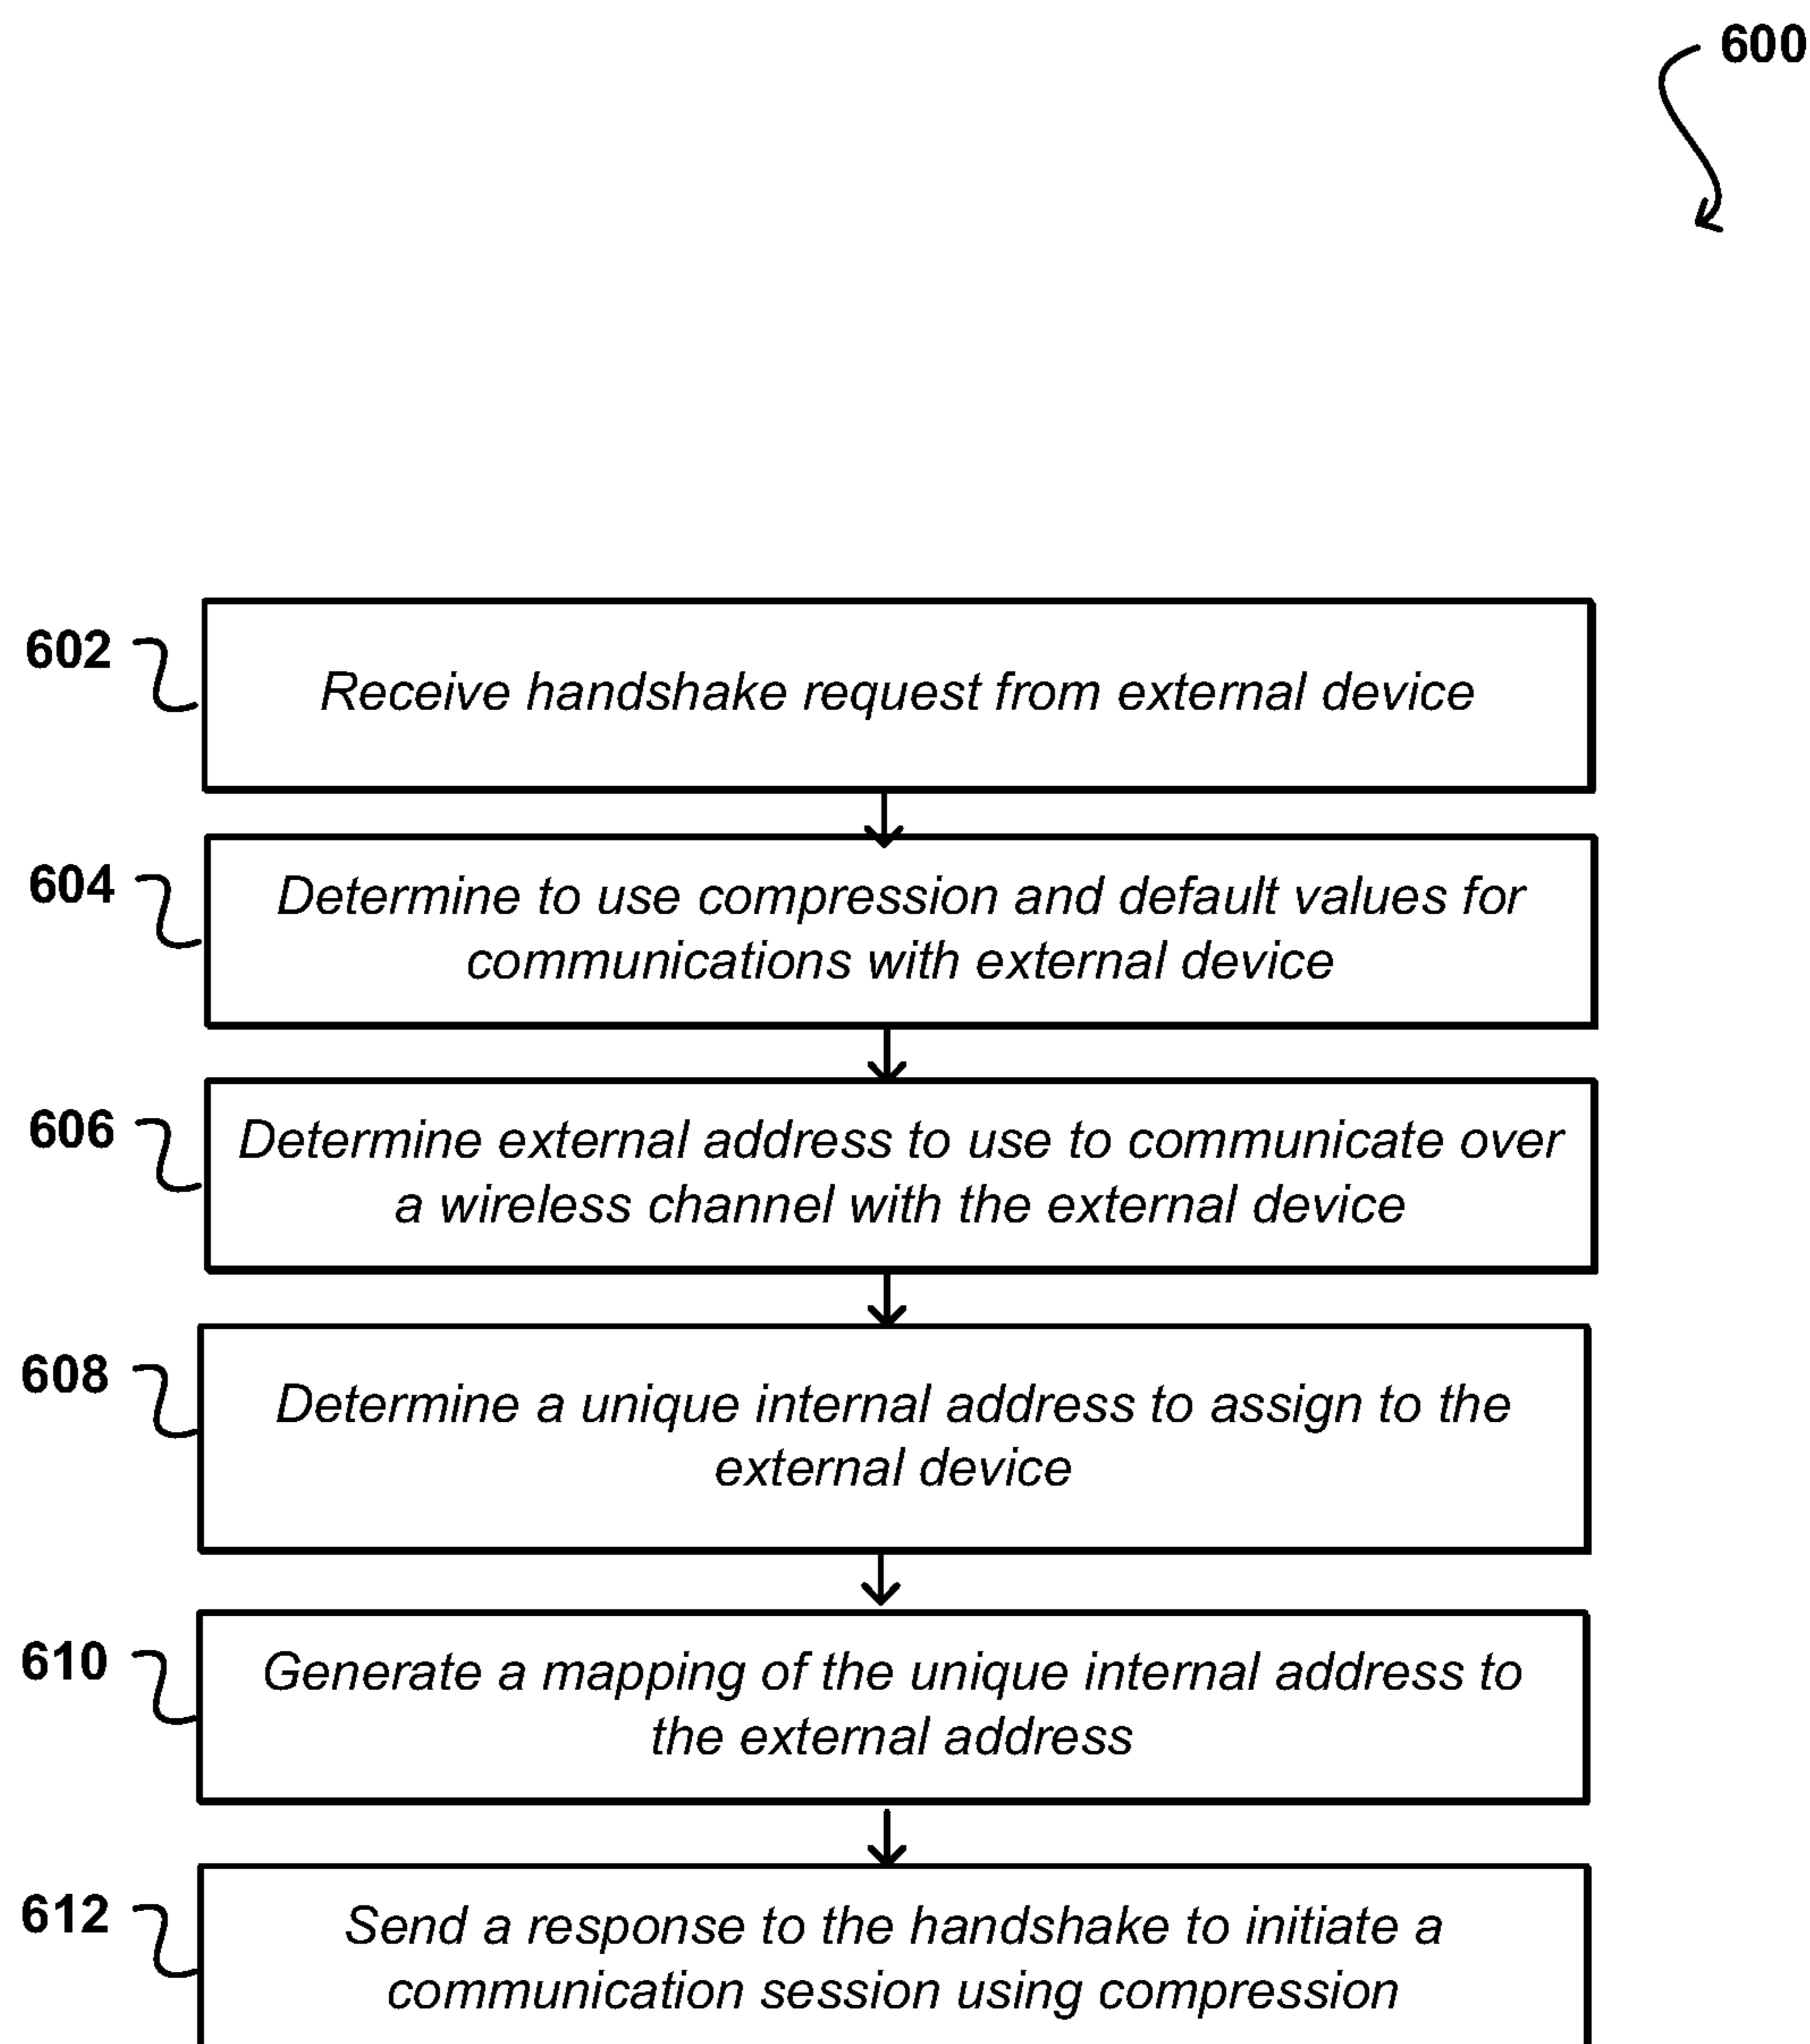 600
602
Receive handshake request from external device
604
Determine to use compression and default values for
communications with external device
606
Determine external address to use to communicate over
a wireless channel with the external device
608
Determine a unique internal address to assign to the
external device
610
Generate a mapping of the unique internal address to
the external address
612
Send a response to the handshake to initiate a
communication session using compression